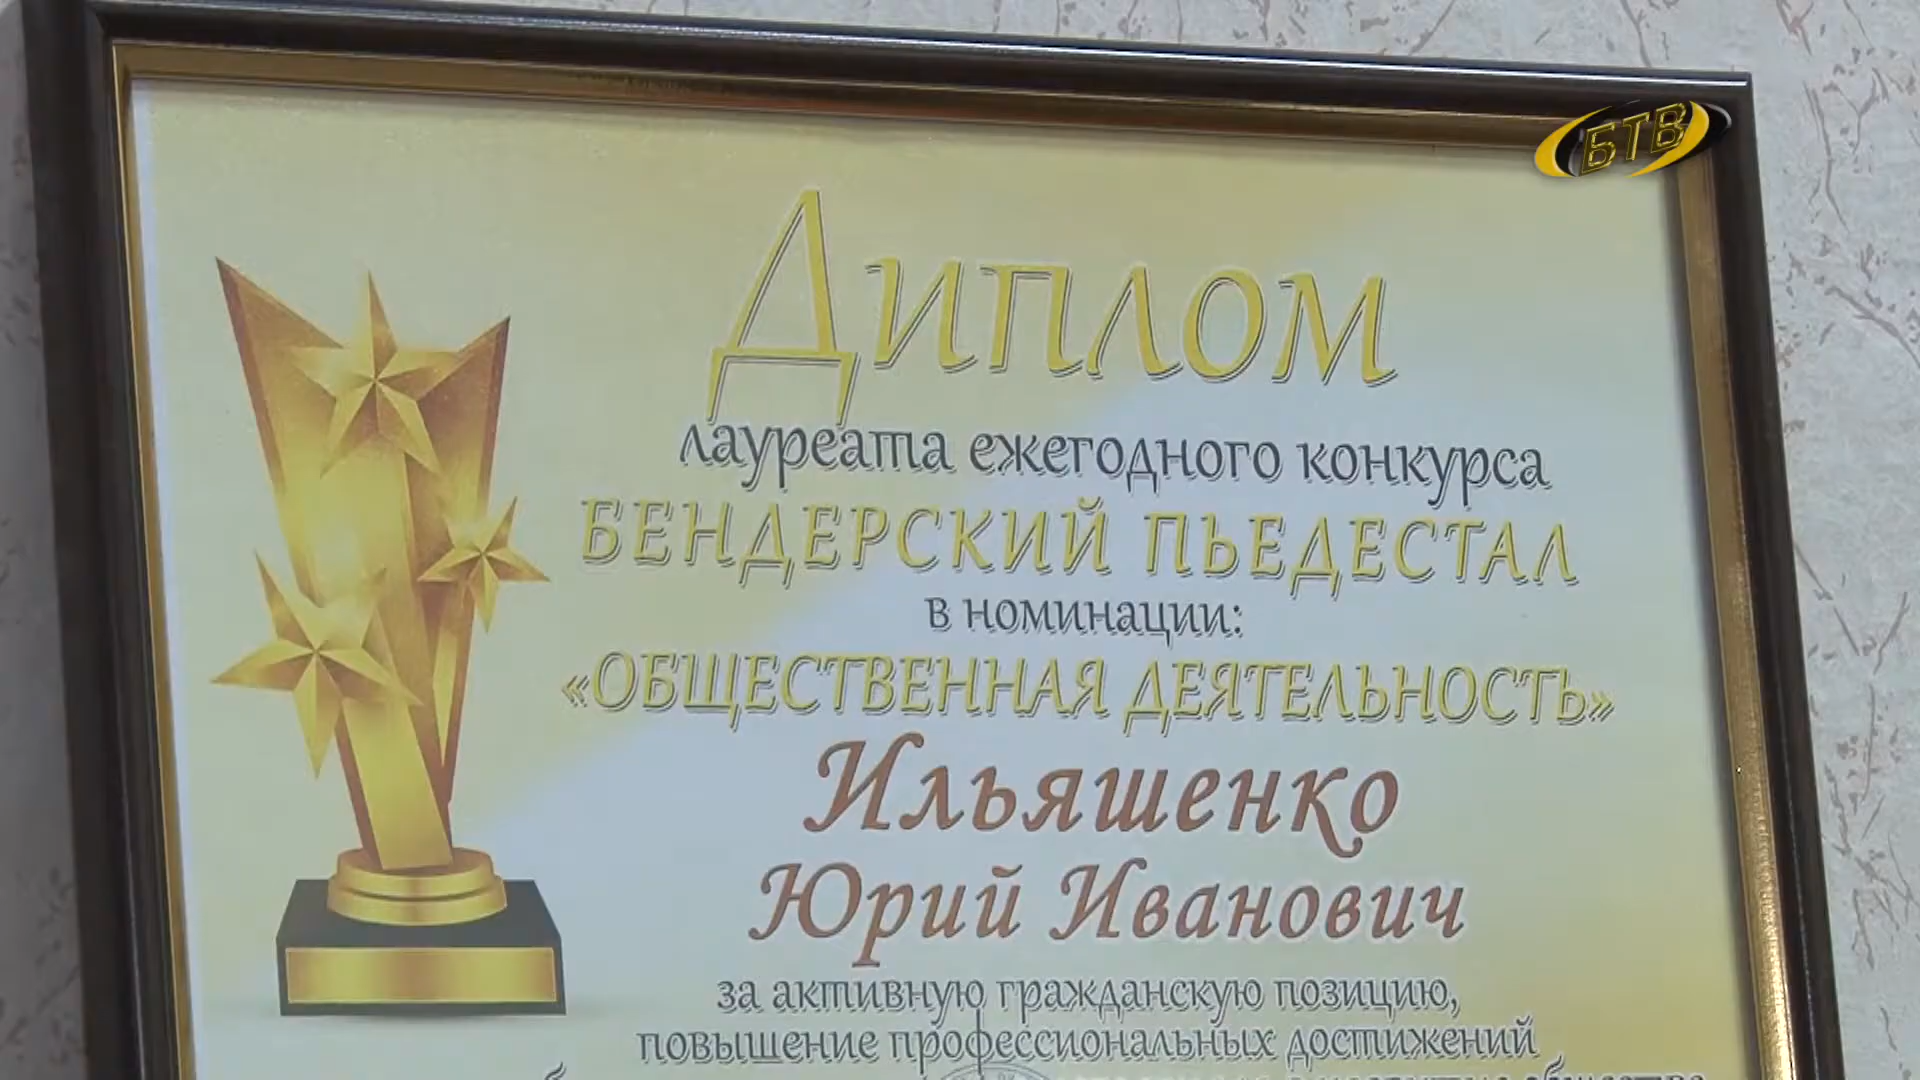 БТВ
Диплом
лауреата ежегодного конкурса
БЕНДЕРСКИЙ ПЬЕДЕСТАЛ
в номинации:
«ОБЩЕСТВЕННАЯ ДЕЯТЕЛЬНОСТЬ»
Ильяшенко
Юрий Иванович
за активную гражданскую позицию,
повышение профессиональных достижений
общества